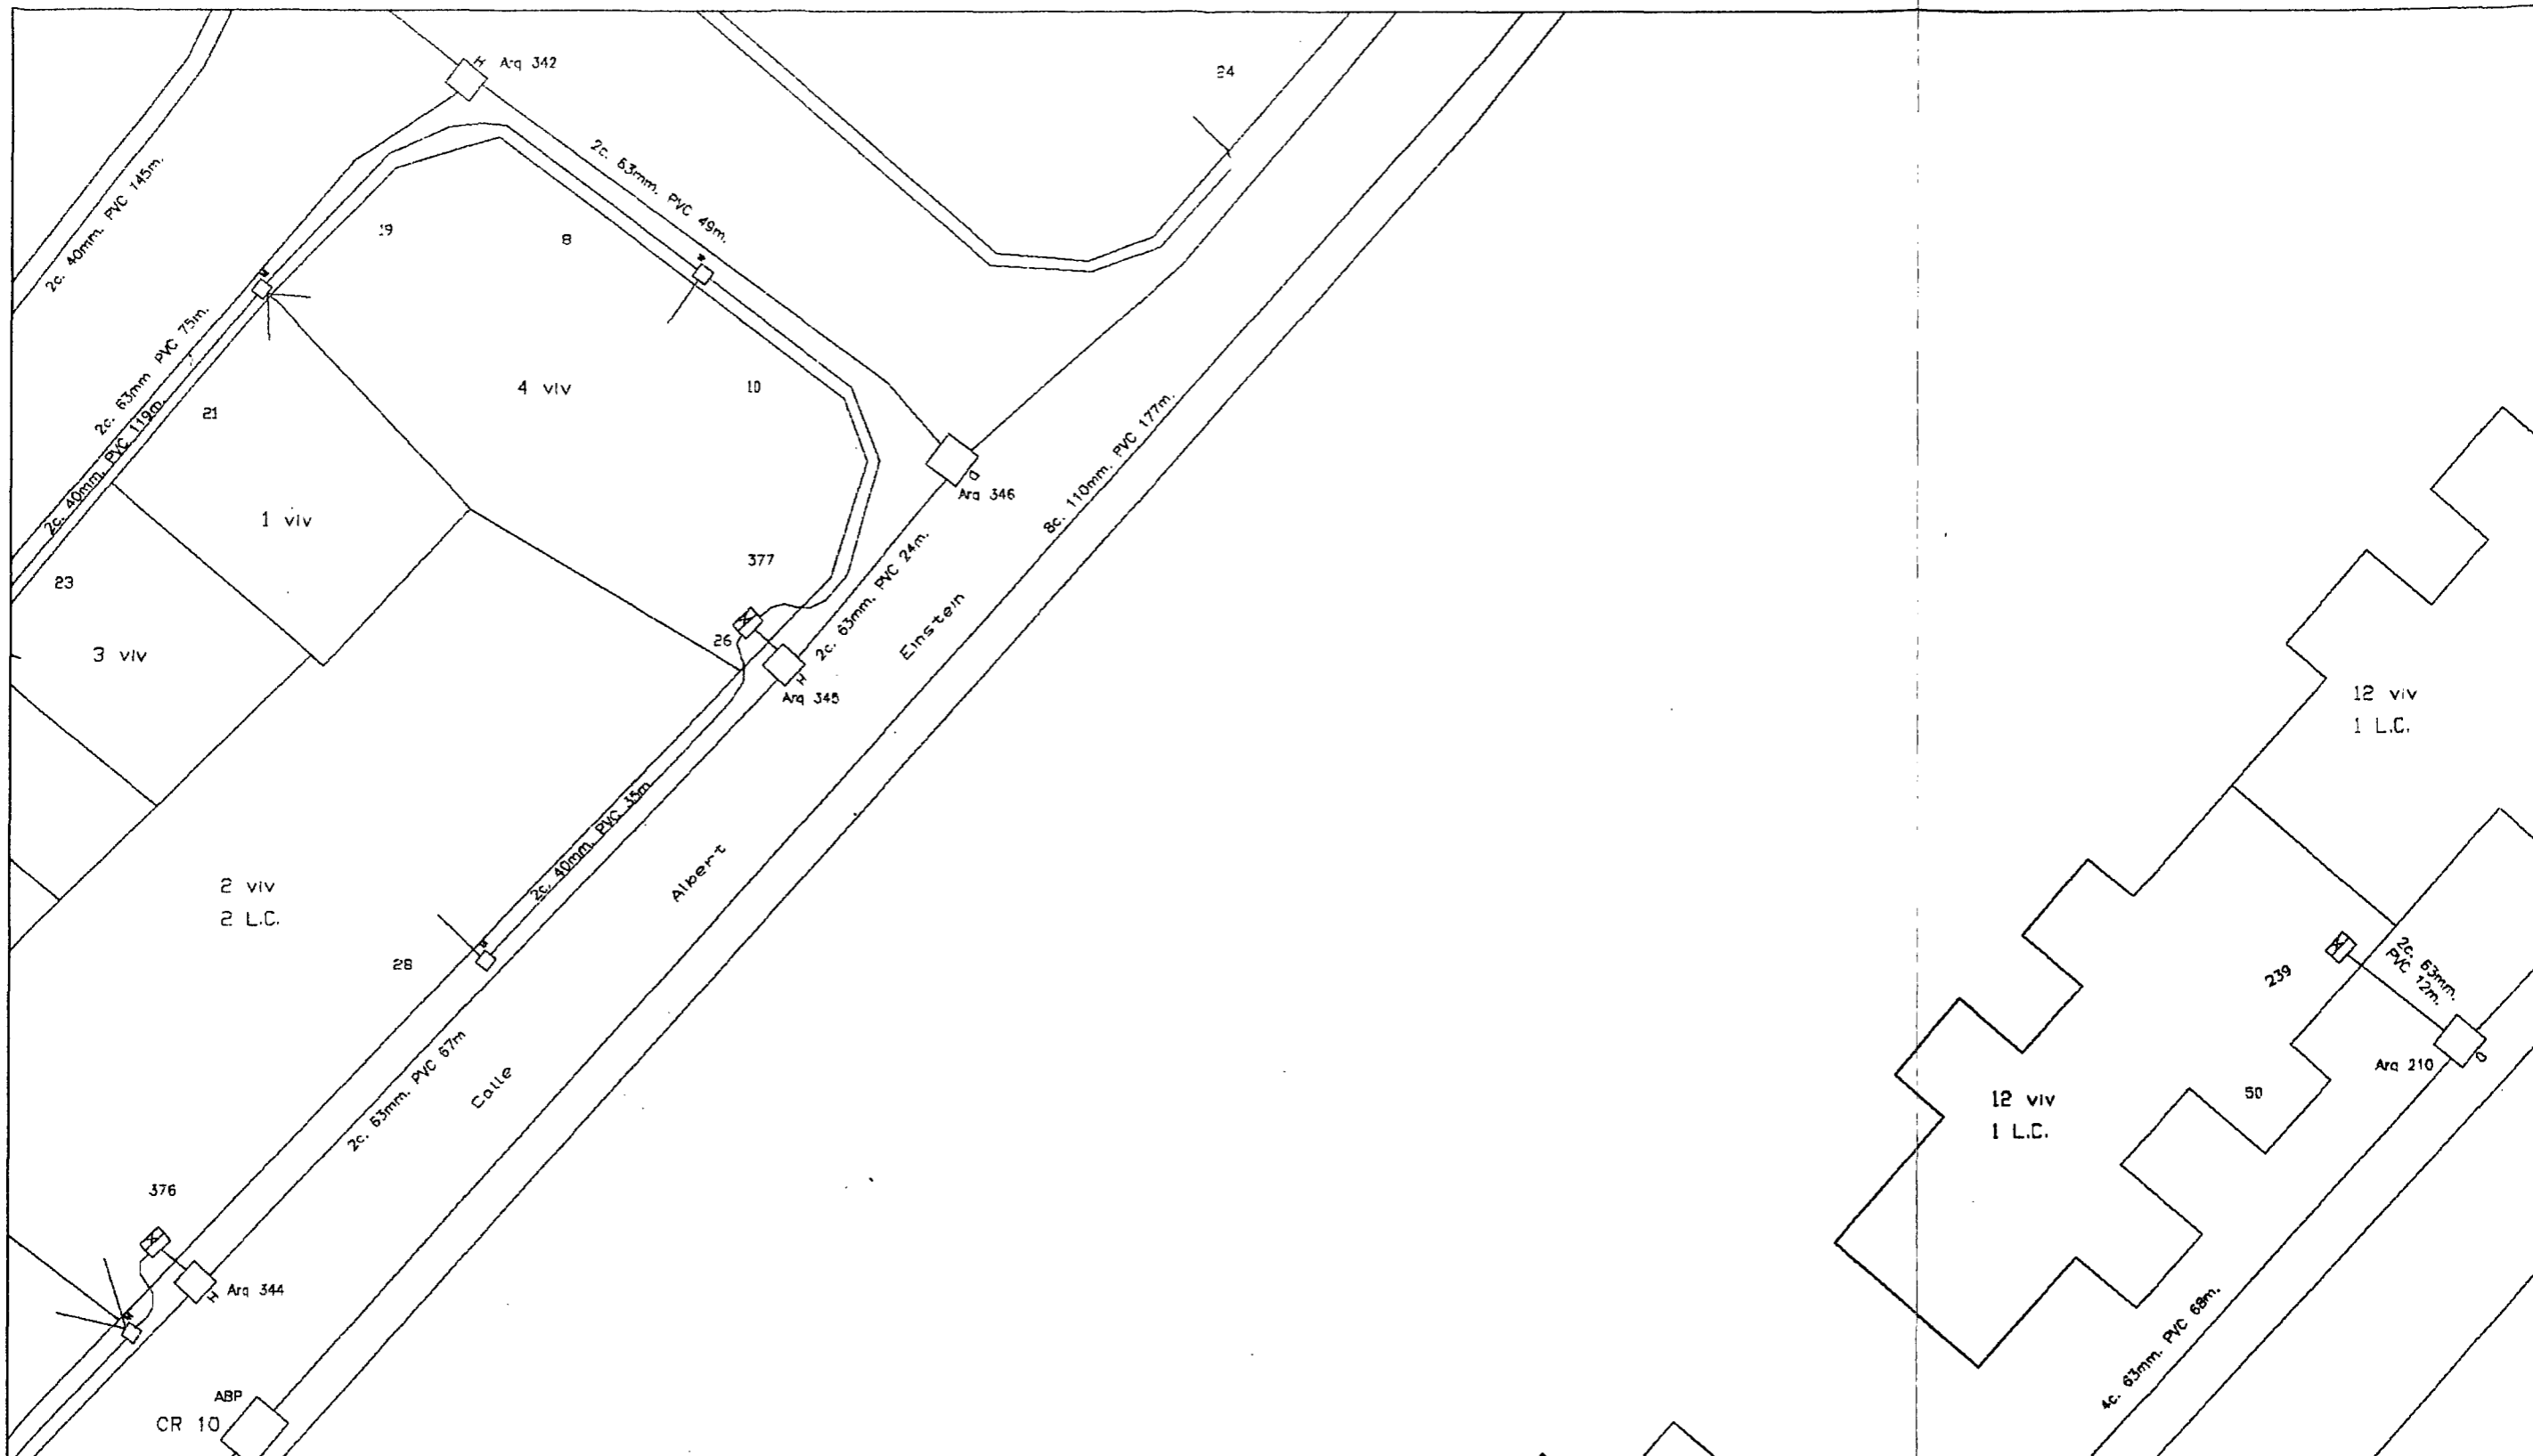 Arq 342
H
24
2c. 63mm. PVC 49m.
2c. 40mm. PVC 145m.
19
8
M
M
2c. 63mm PVC 75m.
2c. 40mm. PVC 119m.
4 viv
10
21
Arq 346
D
8c. 110mm. PVC 177m.
1 viv
377
23
2c. 63mm. PVC 24m.
Einstein
26
3 viv
H
Arq 345
12 viv
1 L.C.
2c. 40mm. PVC 35m.
Albert
2 viv
2 L.C.
M
28
239
2c. 63mm.
PVC 12m.
2c. 63mm. PVC 67m
Calle
Arq 210
D
50
12 viv
1 L.C.
376
Arq 344
H
M
4c. 63mm. PVC 68m.
ABP
CR 10